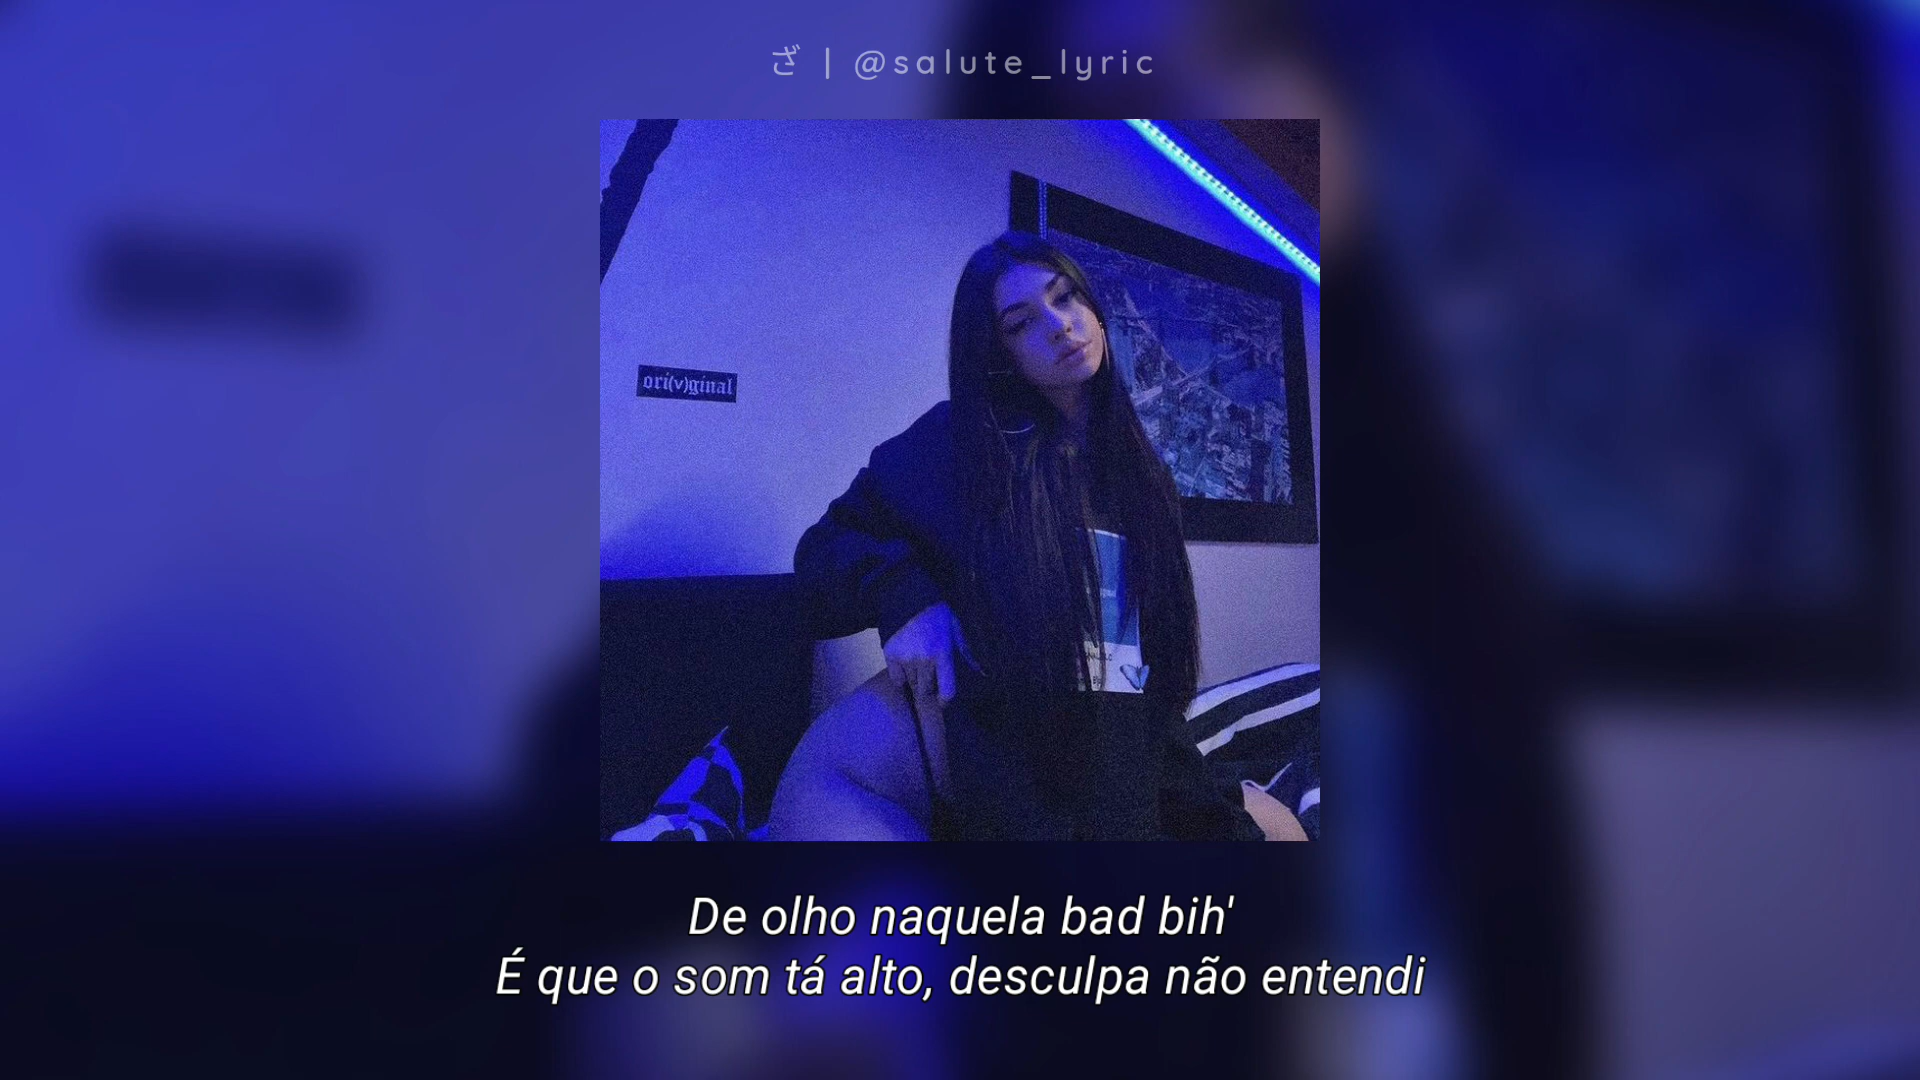 ざ | @salute_lyric
ori(v)ginal
De olho naquela bad bih'
É que o som tá alto, desculpa não entendi